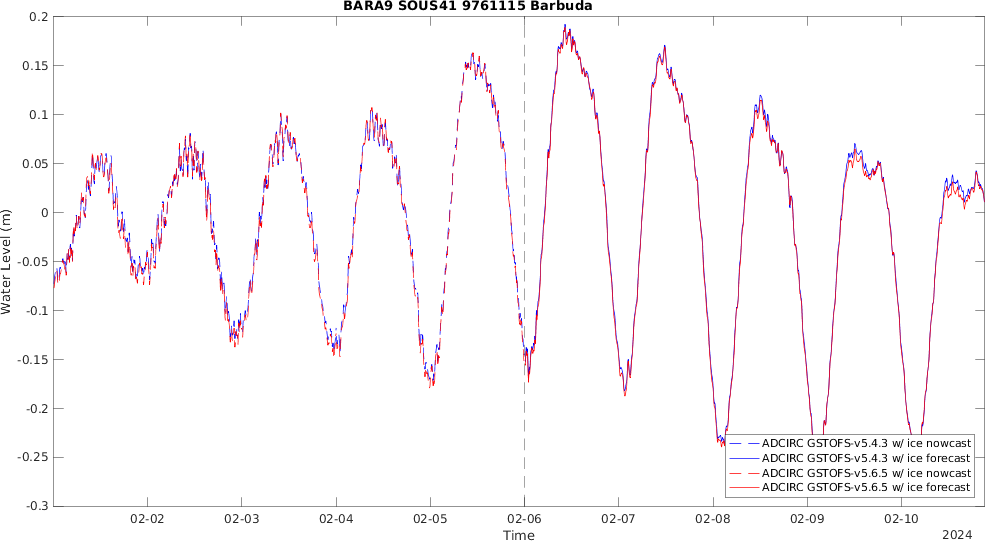 BARA9 SOUS41 9761115 Barbuda
Water Level (m)
0.2
0.15
0.1
0.05
0
-0.05
-0.1
-0.15
-0.2
-0.25
-0.3
ADCIRC GSTOFS-v5.4.3 w/ ice nowcast
ADCIRC GSTOFS-v5.4.3 w/ ice forecast
ADCIRC GSTOFS-v5.6.5 w/ ice nowcast
ADCIRC GSTOFS-v5.6.5 w/ ice forecast
02-02 02-03 02-04 02-05 02-06 02-07 02-08 02-09 02-10
Time
2024